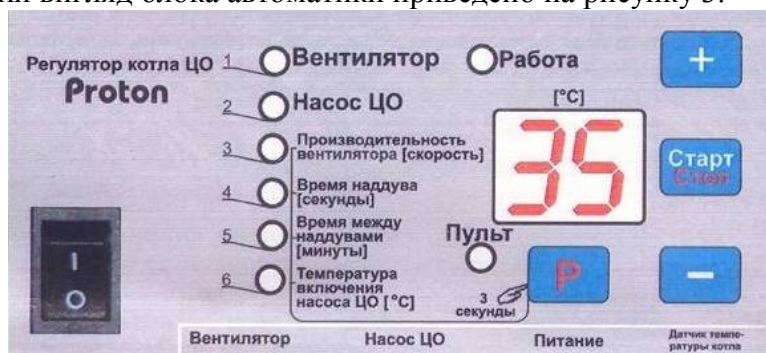 вигляд блока автоматики приведено на рисунку 3.
Регулятор котла ЦО
Proton
1 Вентилятор
Работа
+
2 Насос ЦО
[°C]
35
3 Производительность
вентилятора [скорость]
Старт
Стоп
4 Время наддува
[секунды]
5 Время между
наддувами
[минуты]
Пульт
6 Температура
включения
насоса ЦО [°C]
3
секунды
P
−
I
O
Вентилятор
Насос ЦО
Питание
Датчик темпе-
ратуры котла